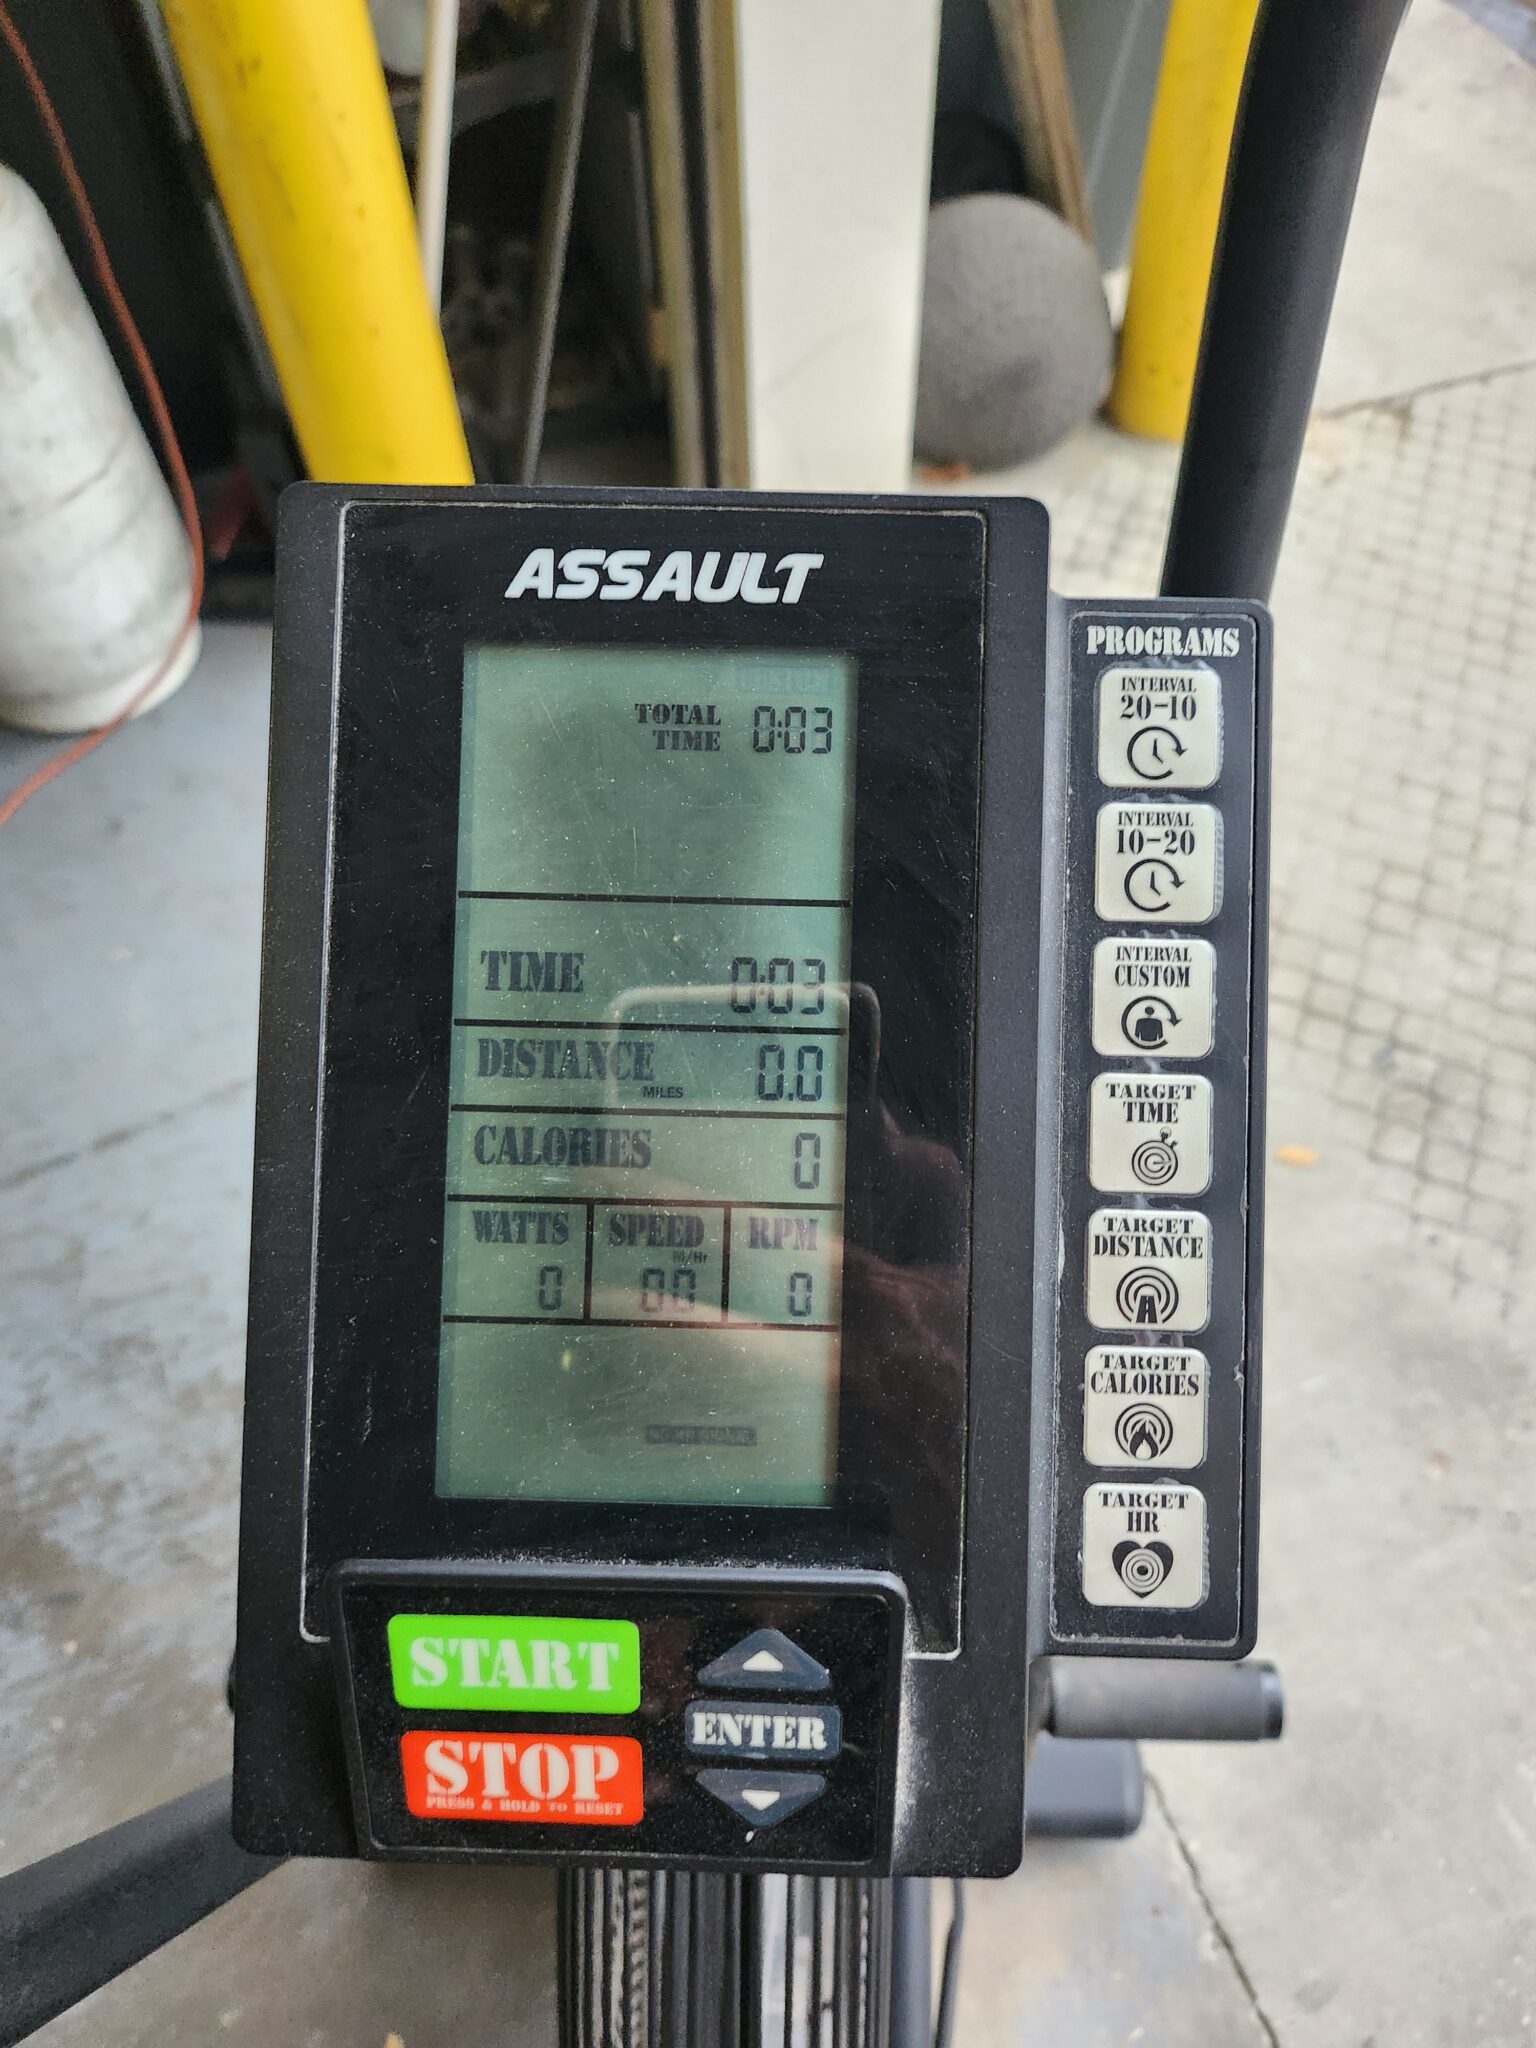 ASSAULT
TOTAL TIME 0:03
TIME 0:03
DISTANCE MILES 0.0
CALORIES 0
WATTS 0
SPEED M/Hr 00
RPM 0
START
STOP
PRESS & HOLD TO RESET
ENTER
PROGRAMS
INTERVAL
20-10
INTERVAL
10-20
INTERVAL
CUSTOM
TARGET
TIME
TARGET
DISTANCE
TARGET
CALORIES
TARGET
HR